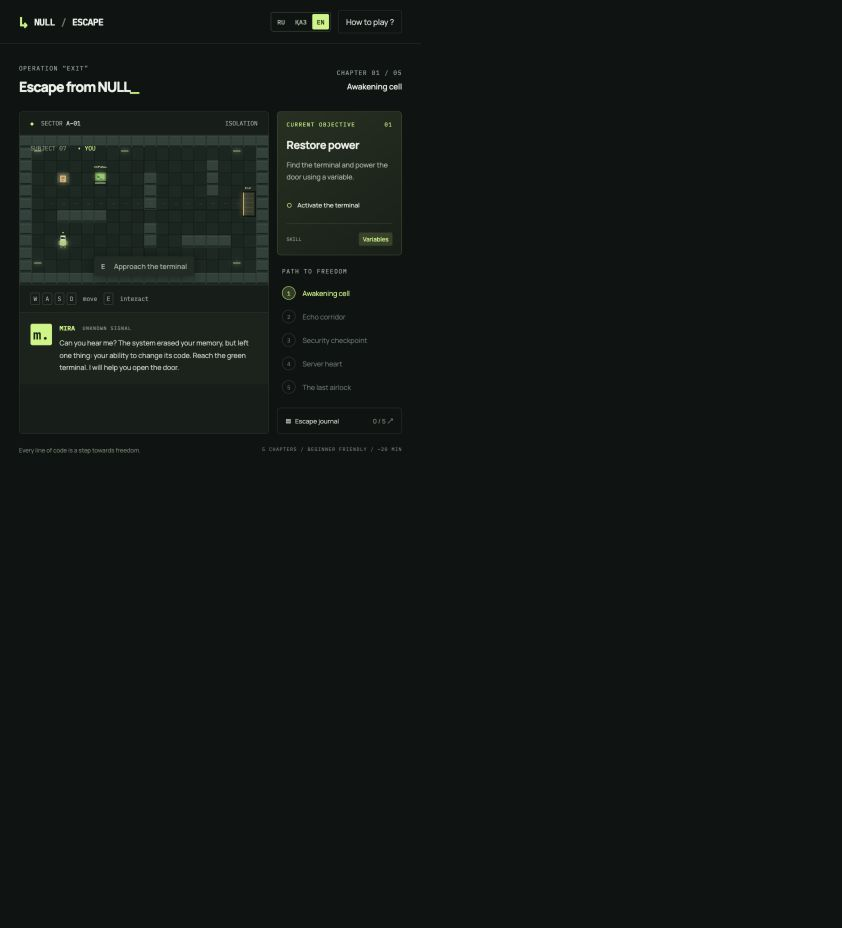 ↳ NULL / ESCAPE
RU ҚАЗ EN
How to play ?
OPERATION "EXIT"
Escape from NULL_
CHAPTER 01 / 05
Awakening cell
SECTOR A-01
ISOLATION
SUBJECT 07 • YOU
E Approach the terminal
W A S D move E interact
m.
MIRA UNKNOWN SIGNAL
Can you hear me? The system erased your memory, but left
one thing: your ability to change its code. Reach the green
terminal. I will help you open the door.
CURRENT OBJECTIVE 01
Restore power
Find the terminal and power the
door using a variable.
Activate the terminal
SKILL Variables
PATH TO FREEDOM
1 Awakening cell
2 Echo corridor
3 Security checkpoint
4 Server heart
5 The last airlock
Escape journal 0 / 5 ↗
Every line of code is a step towards freedom.
5 CHAPTERS / BEGINNER FRIENDLY / ~20 MIN